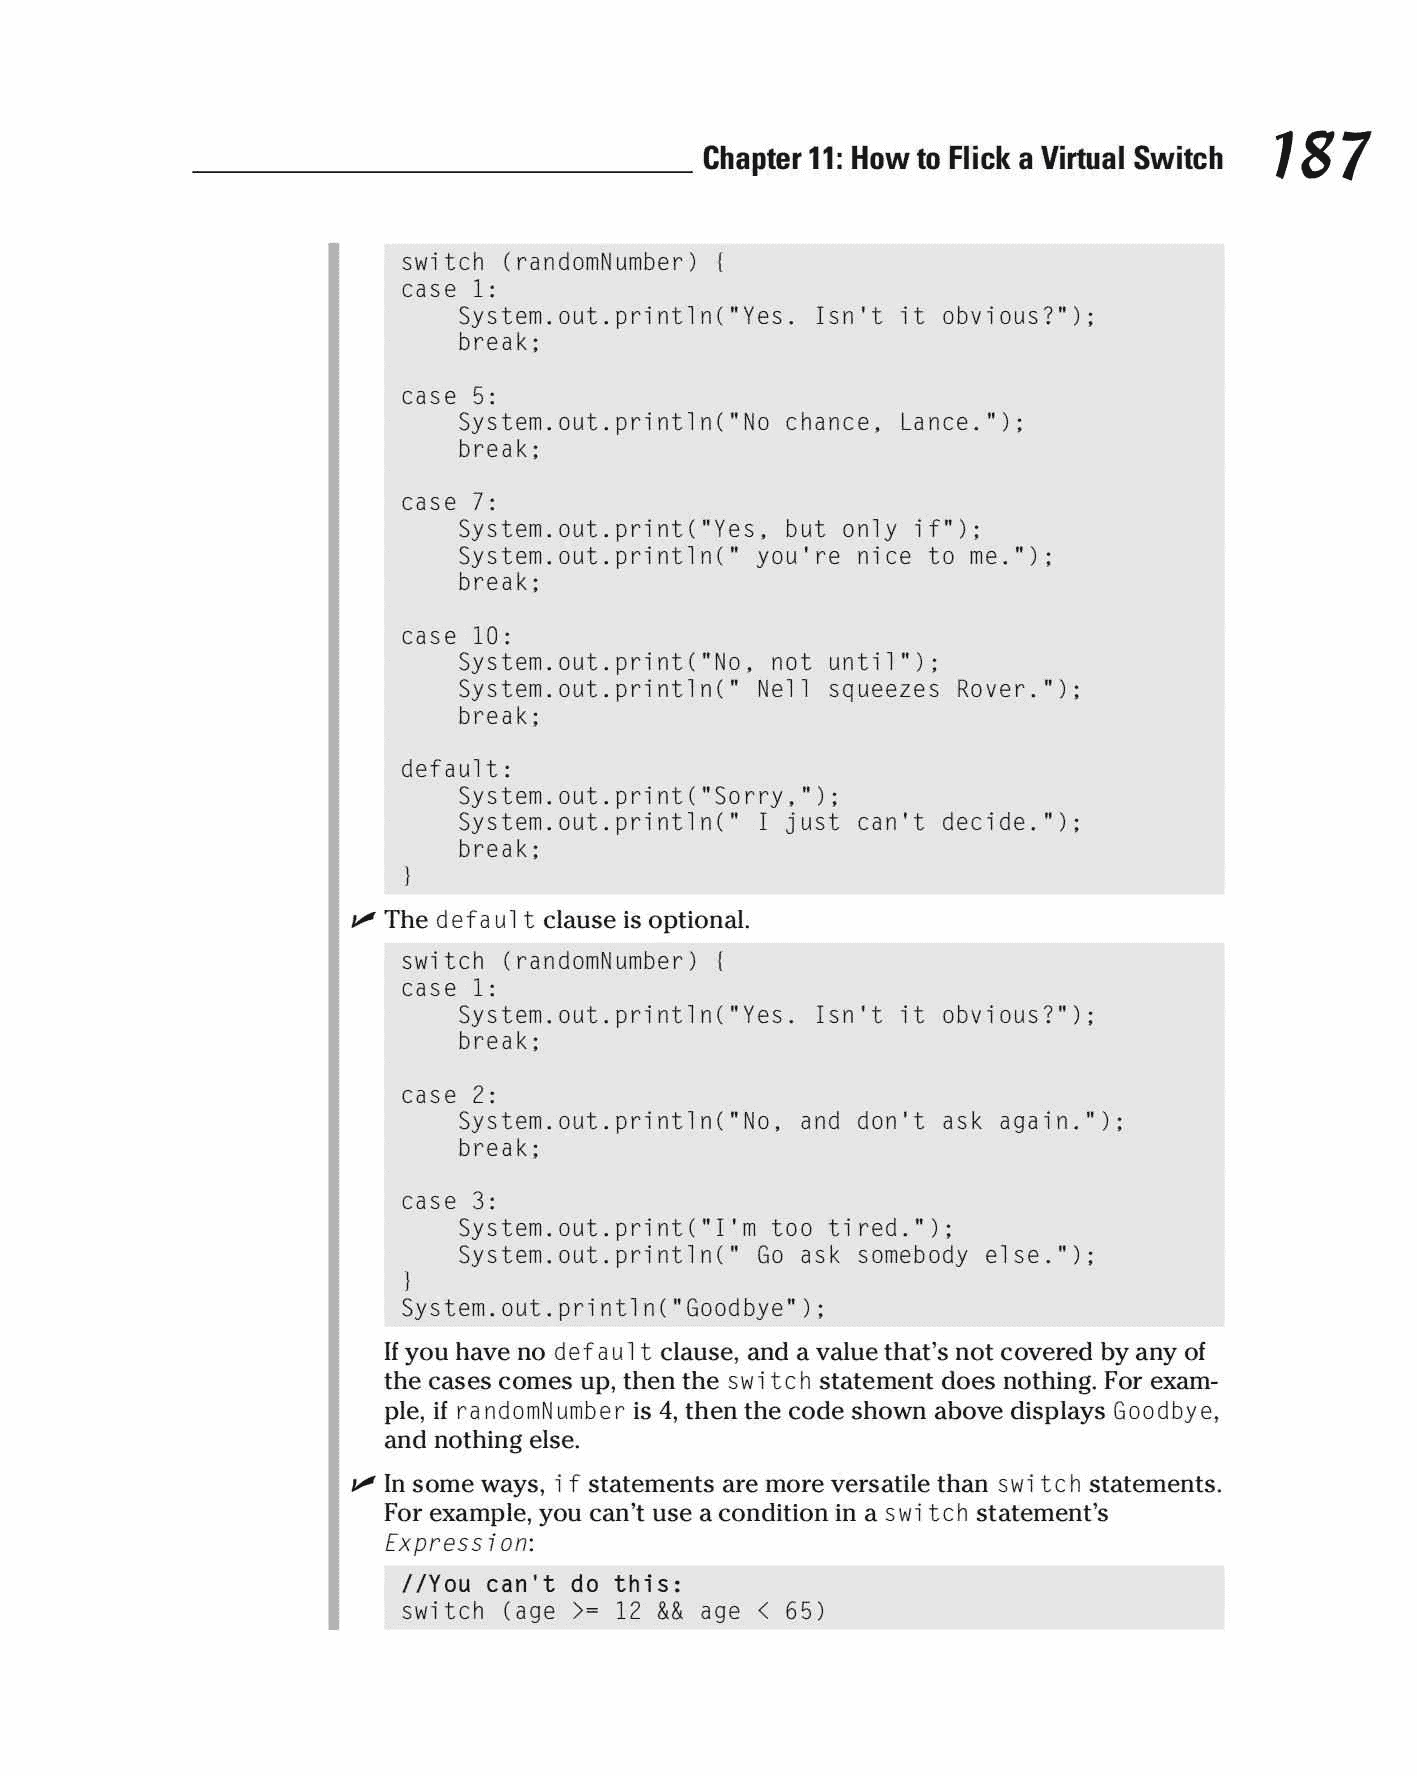 Chapter 11: How to Flick a Virtual Switch 187
switch (randomNumber) {
case 1:
    System.out.println("Yes. Isn't it obvious?");
    break;

case 5:
    System.out.println("No chance, Lance.");
    break;

case 7:
    System.out.print("Yes, but only if");
    System.out.println(" you're nice to me.");
    break;

case 10:
    System.out.print("No, not until");
    System.out.println(" Nell squeezes Rover.");
    break;

default:
    System.out.print("Sorry,");
    System.out.println(" I just can't decide.");
    break;
}
✓ The default clause is optional.
switch (randomNumber) {
case 1:
    System.out.println("Yes. Isn't it obvious?");
    break;

case 2:
    System.out.println("No, and don't ask again.");
    break;

case 3:
    System.out.print("I'm too tired.");
    System.out.println(" Go ask somebody else.");
}
System.out.println("Goodbye");
If you have no default clause, and a value that’s not covered by any of
the cases comes up, then the switch statement does nothing. For exam-
ple, if randomNumber is 4, then the code shown above displays Goodbye,
and nothing else.
✓ In some ways, if statements are more versatile than switch statements.
For example, you can’t use a condition in a switch statement’s
Expression:
//You can't do this:
switch (age >= 12 && age < 65)